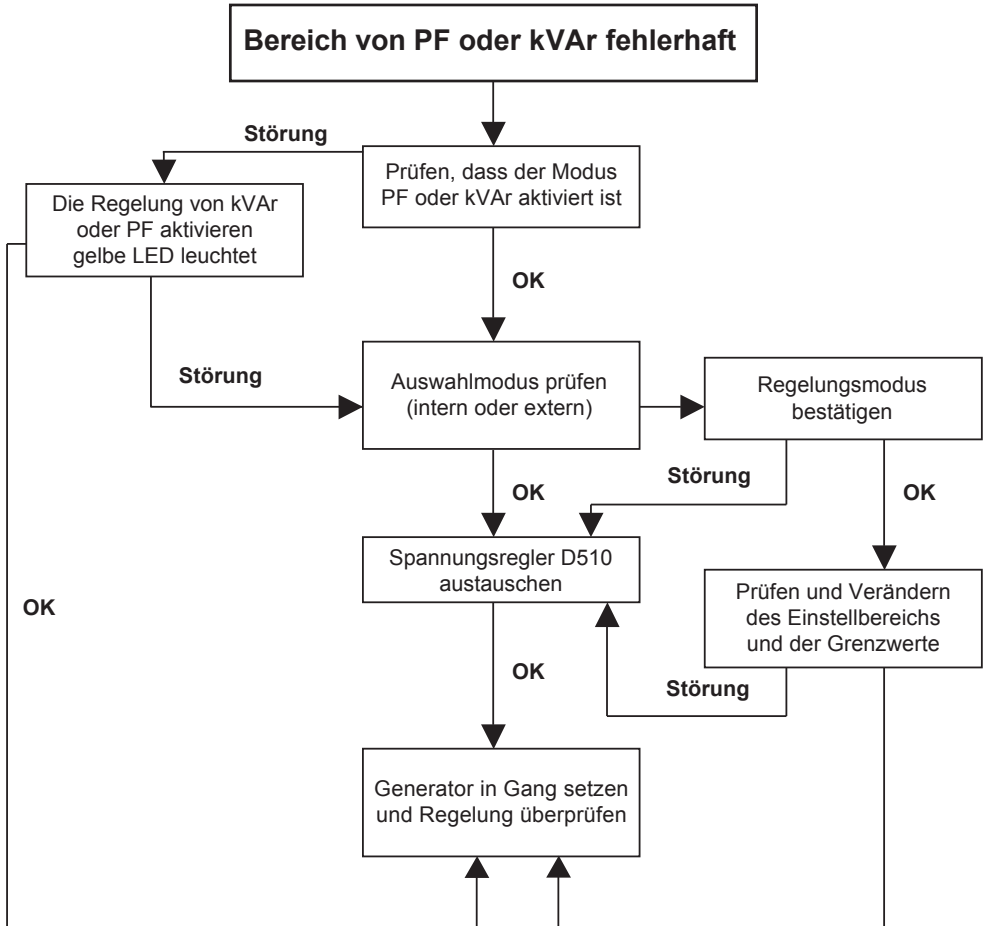 Bereich von PF oder kVAr fehlerhaft
Störung
Prüfen, dass der Modus
PF oder kVAr aktiviert ist
Die Regelung von kVAr
oder PF aktivieren
gelbe LED leuchtet
OK
Störung
Auswahlmodus prüfen
(intern oder extern)
Regelungsmodus
bestätigen
OK
Störung
OK
Spannungsregler D510
austauschen
Prüfen und Verändern
des Einstellbereichs
und der Grenzwerte
OK
OK
Störung
Generator in Gang setzen
und Regelung überprüfen